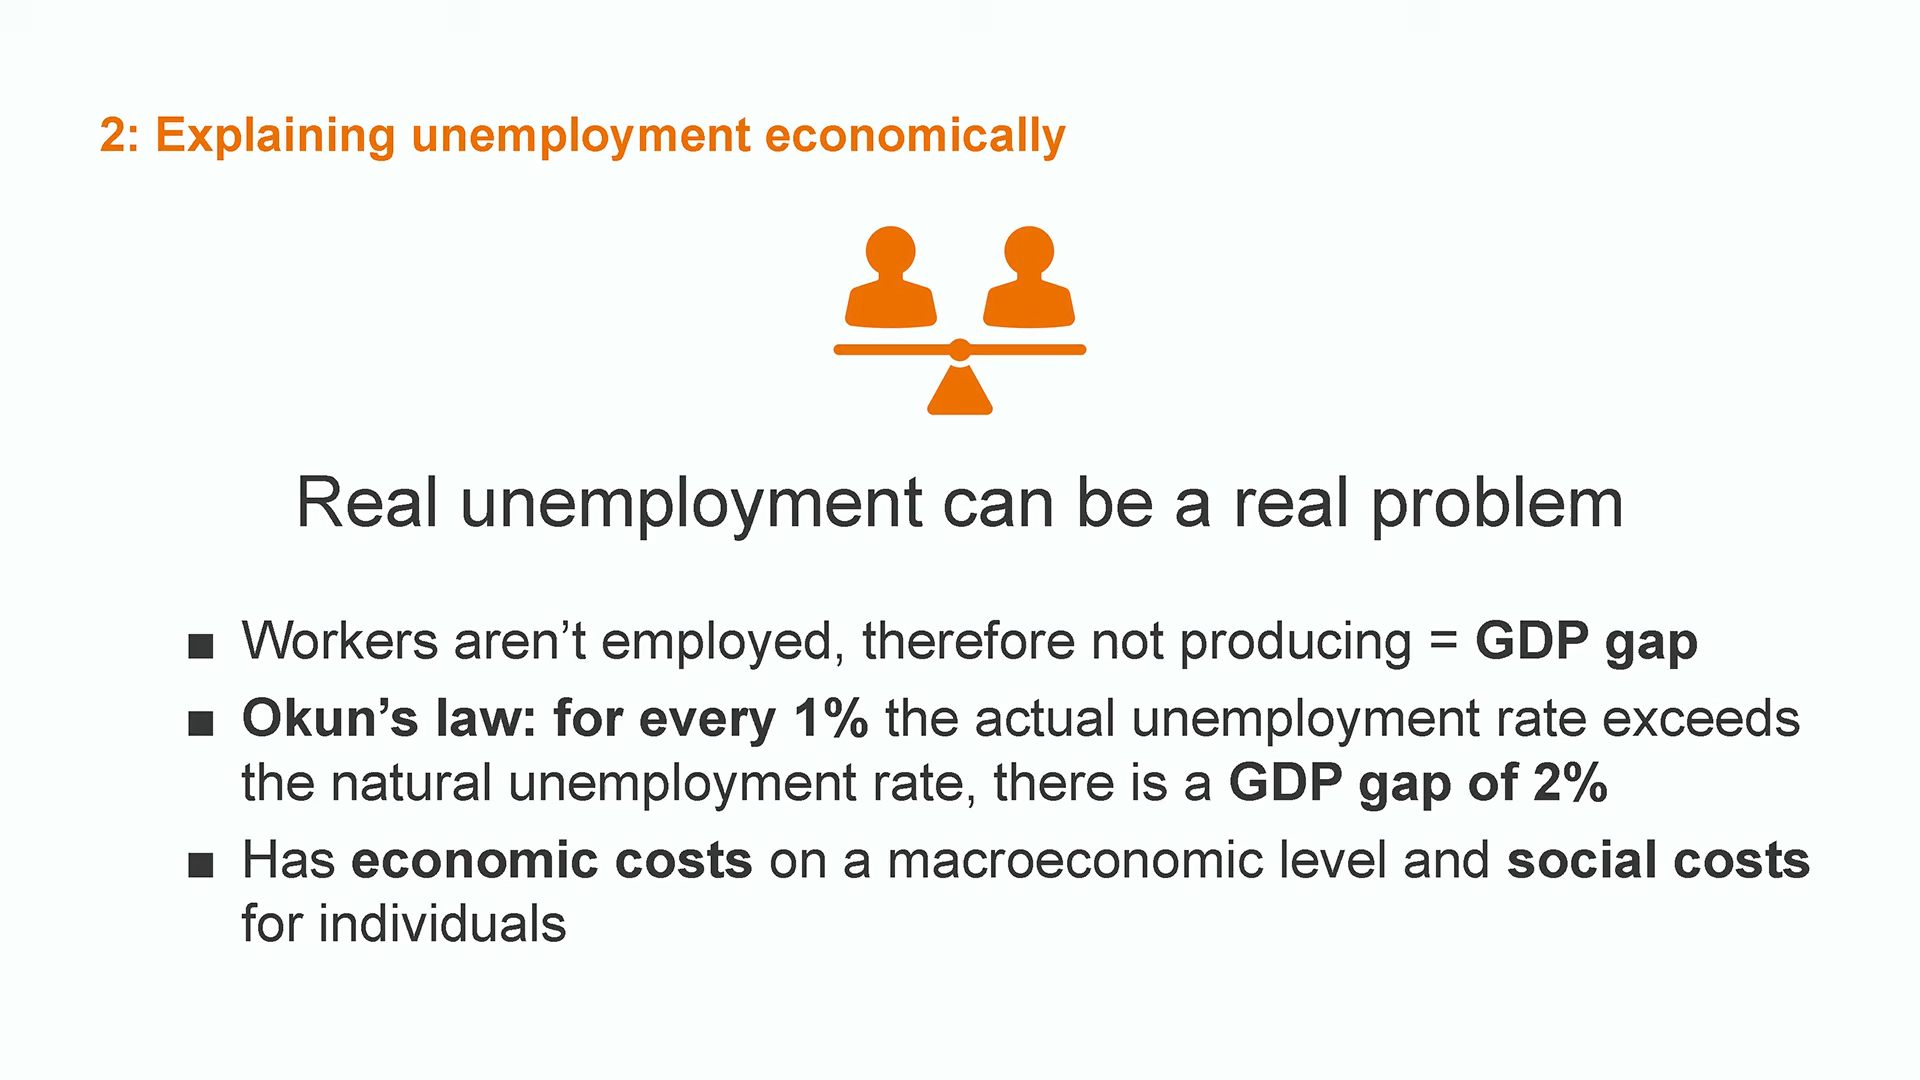 2: Explaining unemployment economically
Real unemployment can be a real problem
■ Workers aren’t employed, therefore not producing = GDP gap
■ Okun’s law: for every 1% the actual unemployment rate exceeds
the natural unemployment rate, there is a GDP gap of 2%
■ Has economic costs on a macroeconomic level and social costs
for individuals